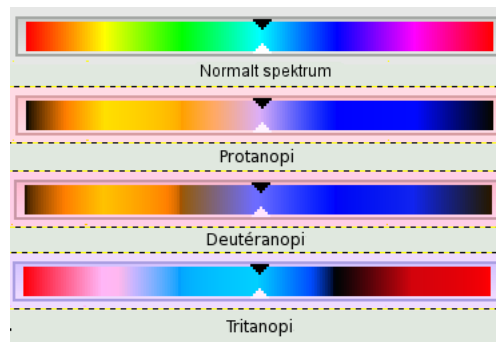 Normalt spektrum
Protanopi
Deutéranopi
Tritanopi